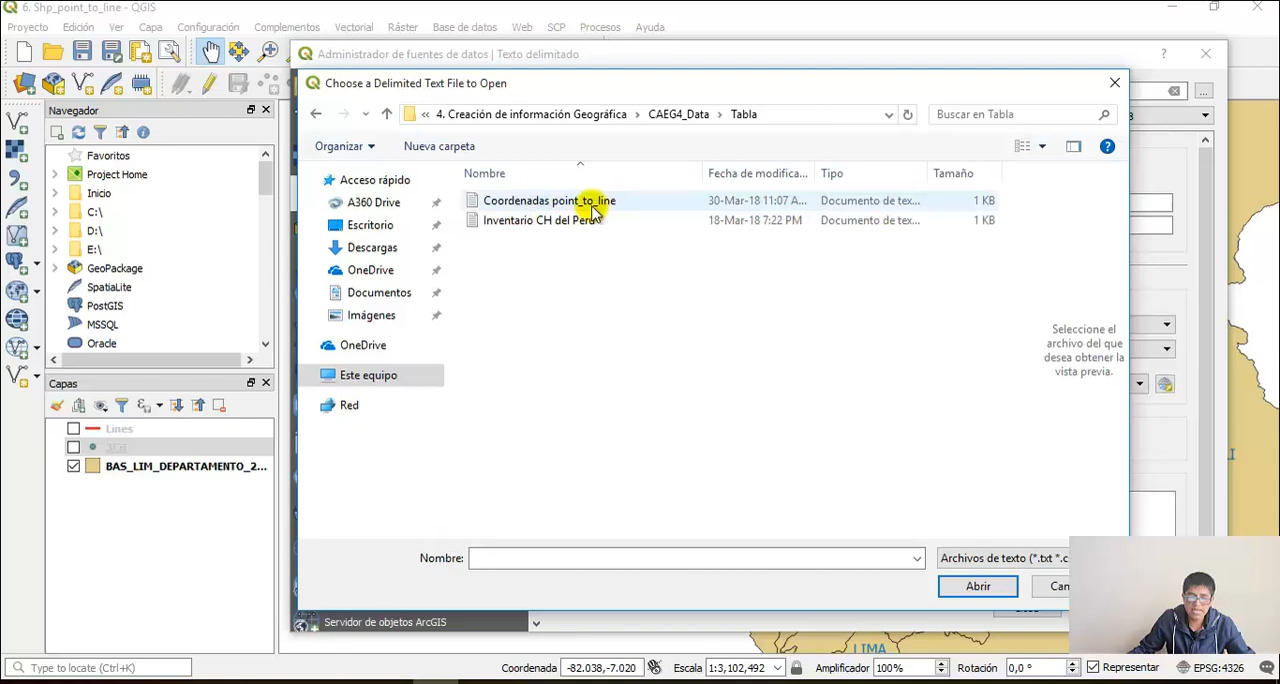 6. Shp_point_to_line - QGIS
Proyecto Edición Ver Capa Configuración Complementos Vectorial Ráster Base de datos Web SCP Procesos Ayuda
Administrador de fuentes de datos | Texto delimitado
Choose a Delimited Text File to Open
« 4. Creación de información Geográfica > CAEG4_Data > Tabla
Buscar en Tabla
Organizar Nueva carpeta
Nombre Fecha de modifica... Tipo Tamaño
Coordenadas point_to_line 30-Mar-18 11:07 A... Documento de tex... 1 KB
Inventario CH del Perú 18-Mar-18 7:22 PM Documento de tex... 1 KB
Acceso rápido
A360 Drive
Escritorio
Descargas
OneDrive
Documentos
Imágenes
OneDrive
Este equipo
Red
Seleccione el
archivo del que
desea obtener la
vista previa.
Nombre:
Archivos de texto (*.txt *.c
Abrir
Can
Servidor de objetos ArcGIS
Navegador
Favoritos
Project Home
Inicio
C:\
D:\
E:\
GeoPackage
SpatiaLite
PostGIS
MSSQL
Oracle
Capas
Lines
BAS_LIM_DEPARTAMENTO_2...
LIMA
Type to locate (Ctrl+K)
Coordenada -82.038,-7.020 Escala 1:3,102,492 Amplificador 100% Rotación 0,0 ° Representar EPSG:4326